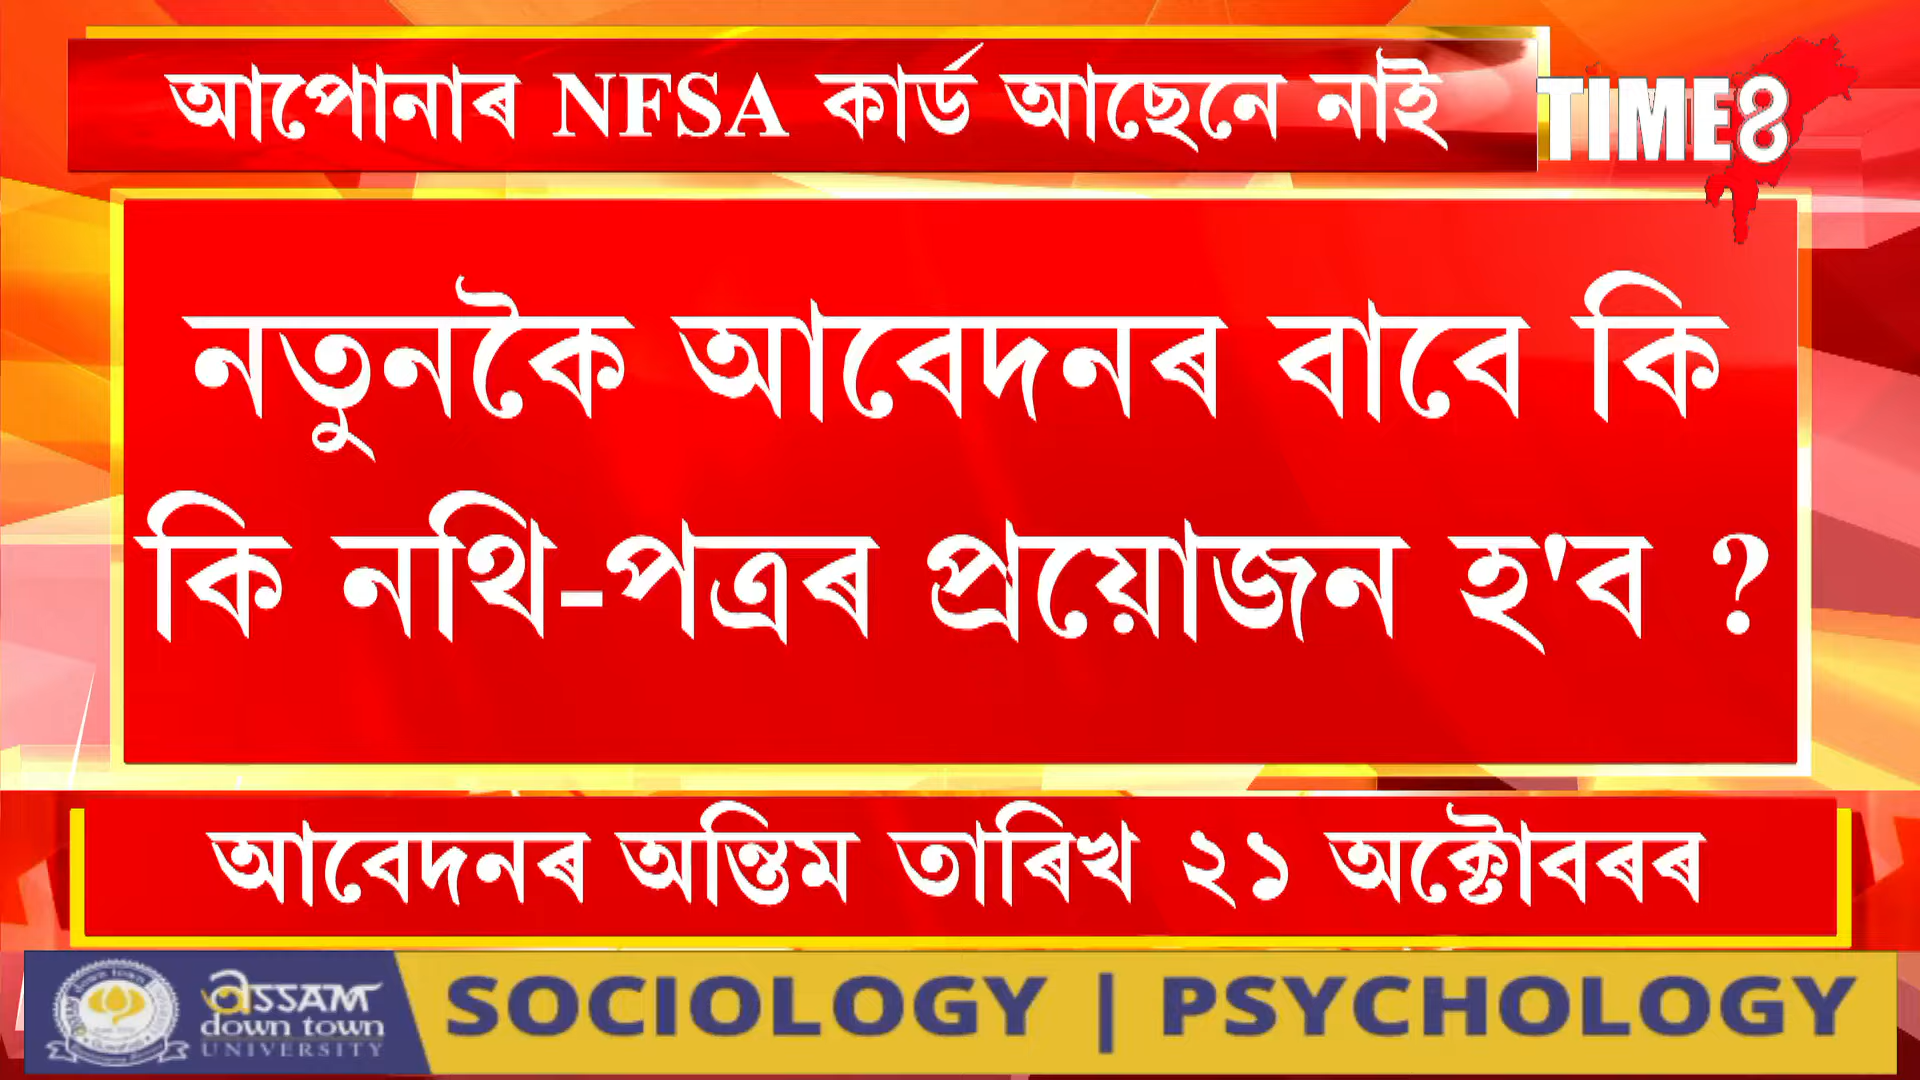 আপোনাৰ NFSA কাৰ্ড আছেনে নাই
TIME8
নতুনকৈ আবেদনৰ বাবে কি
কি নথি-পত্ৰৰ প্ৰয়োজন হ'ব ?
আবেদনৰ অন্তিম তাৰিখ ২১ অক্টোবৰৰ
assam
down town
UNIVERSITY
SOCIOLOGY | PSYCHOLOGY